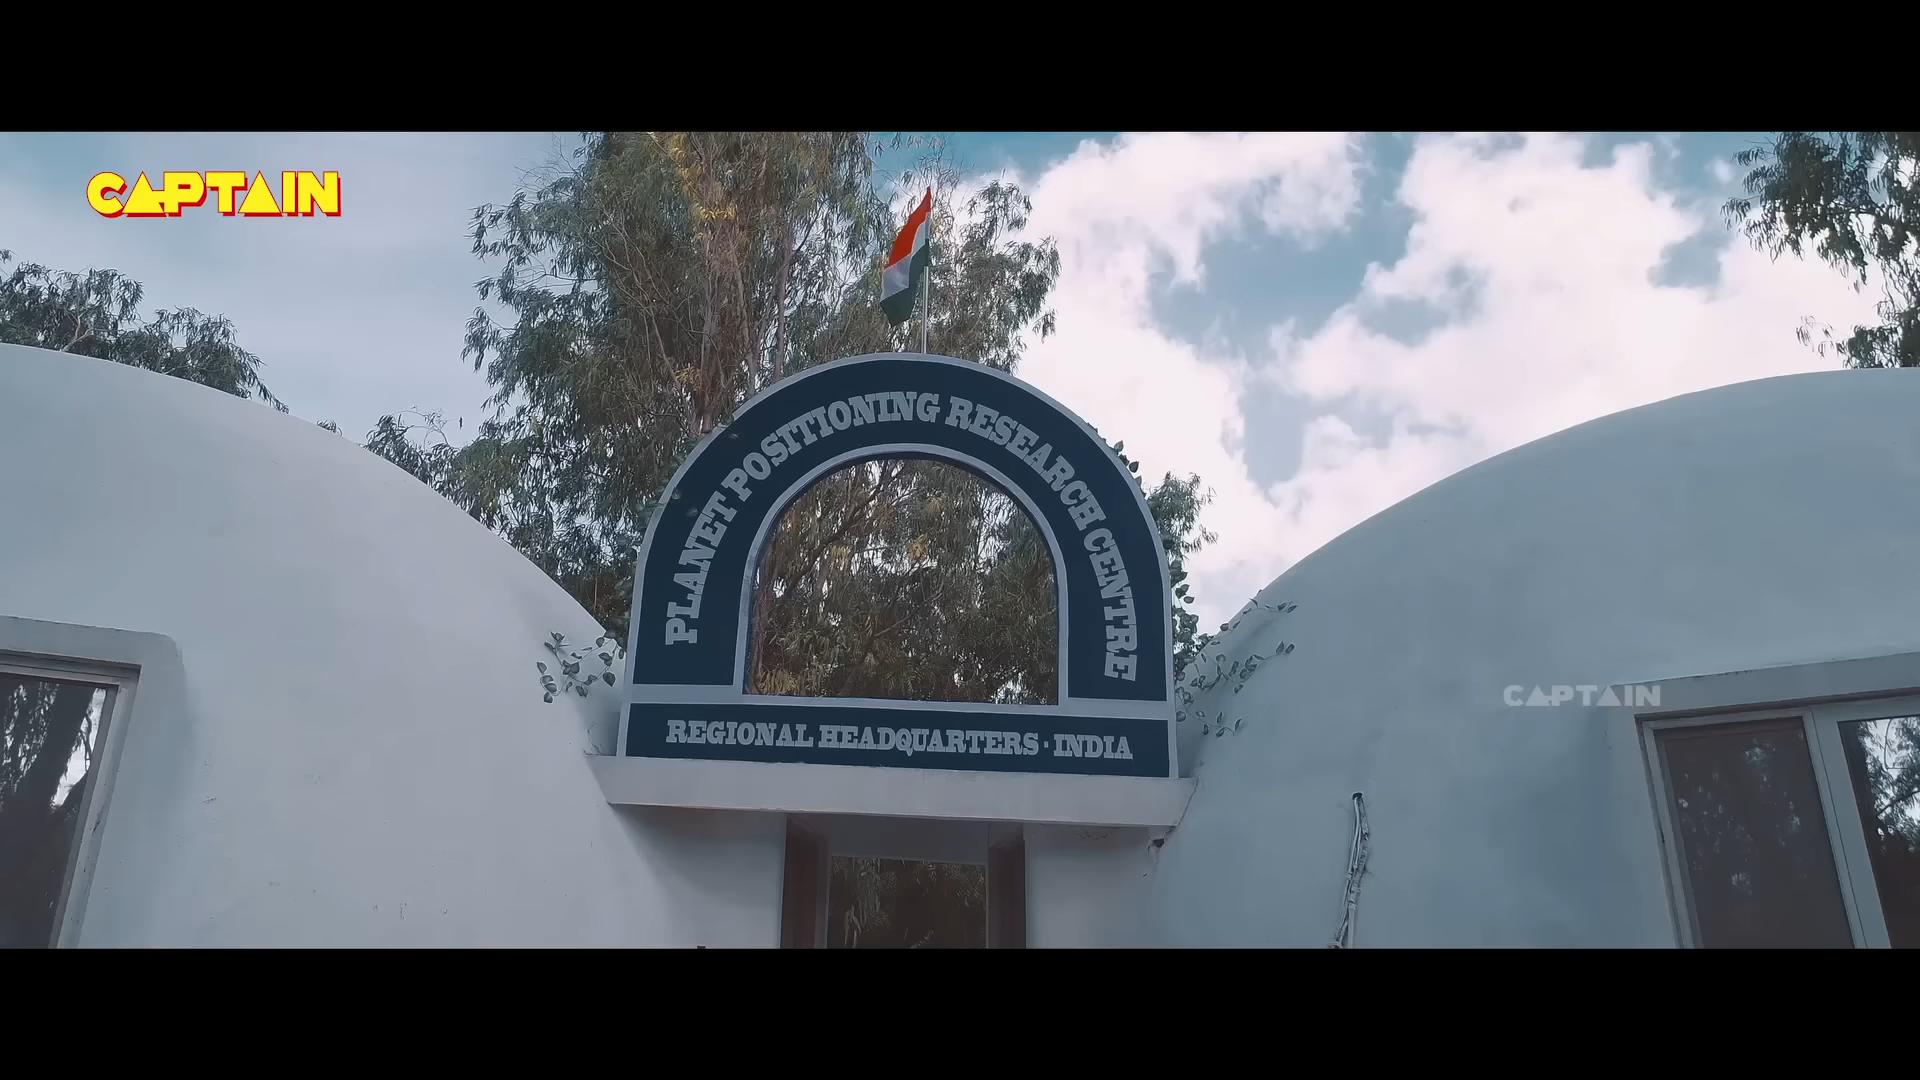 CAPTAIN
PLANET POSITIONING RESEARCH CENTRE
REGIONAL HEADQUARTERS · INDIA
CAPTAIN